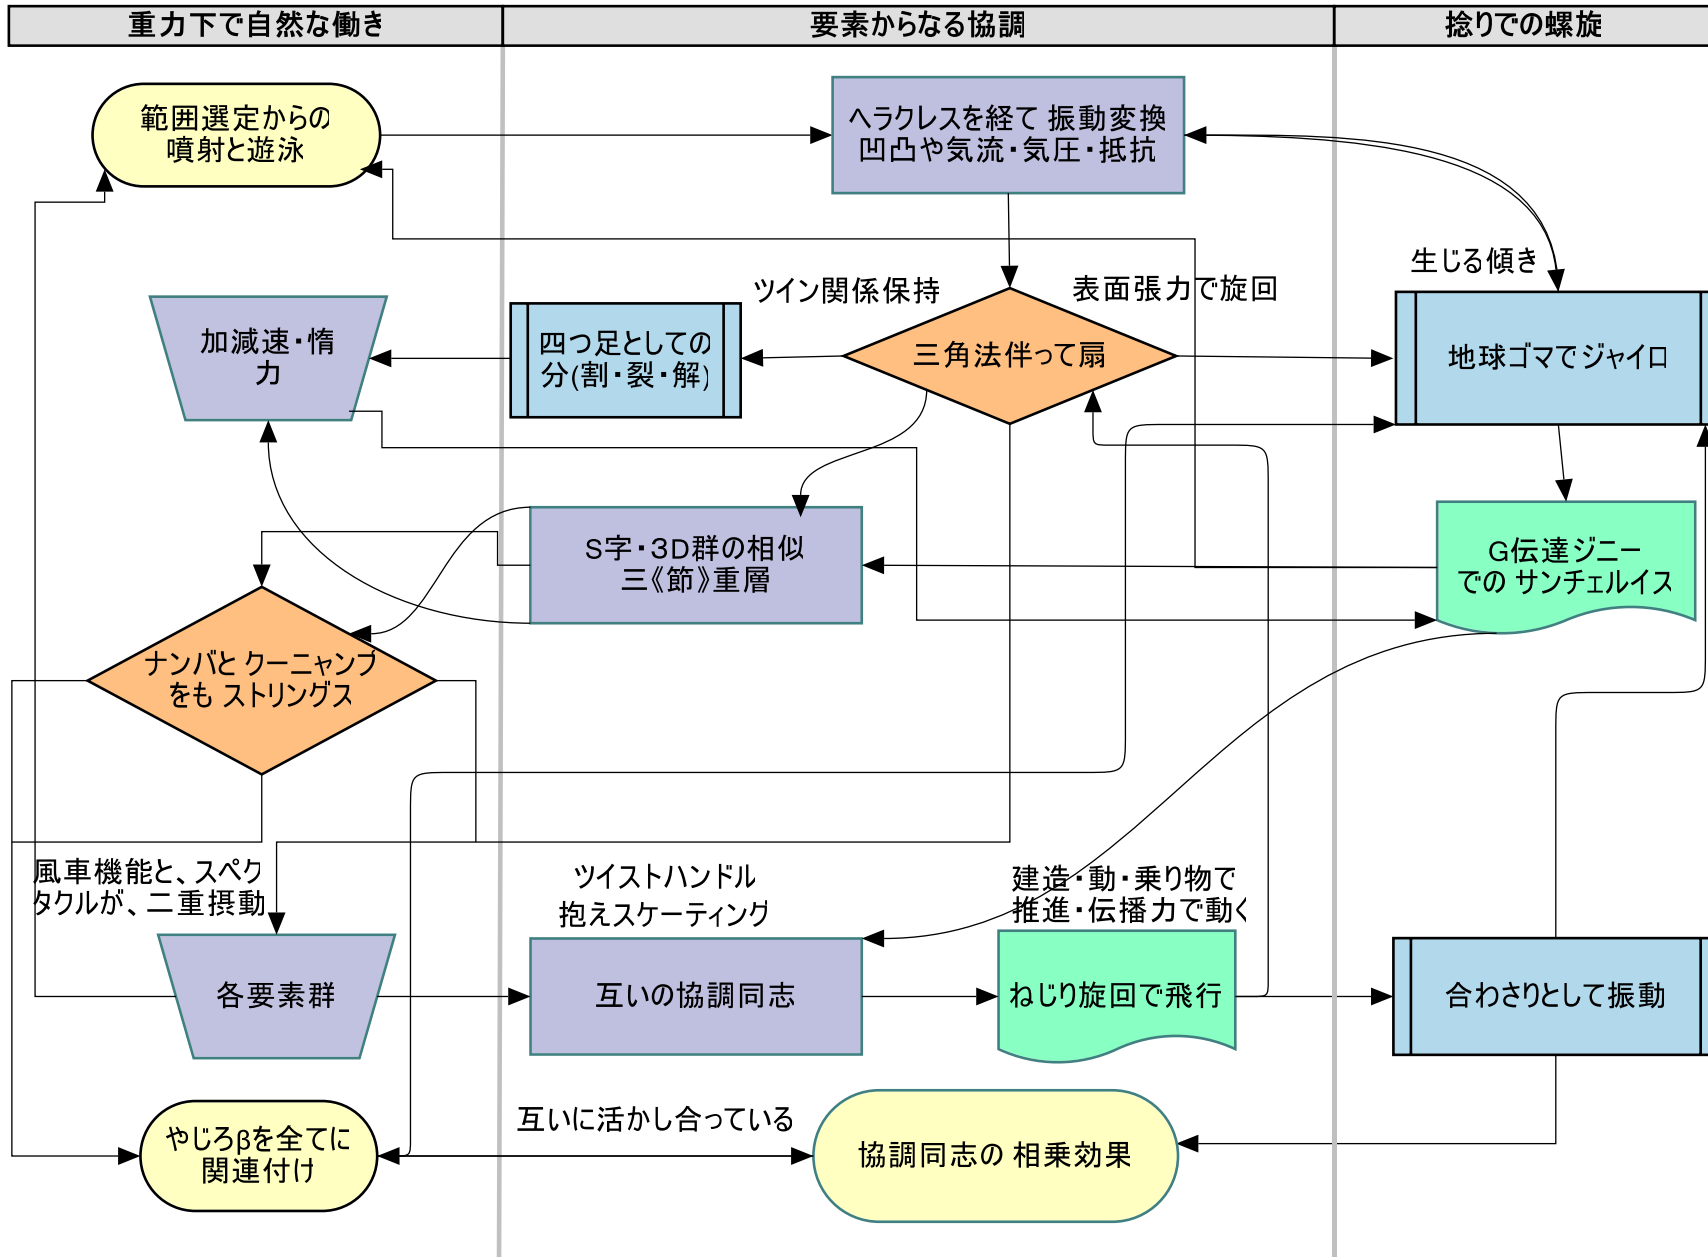 重力下で自然な働き
要素からなる協調
捻りでの螺旋
範囲選定からの
噴射と遊泳
ヘラクレスを経て 振動変換
凹凸や気流・気圧・抵抗
生じる傾き
ツイン関係保持
表面張力で旋回
加減速・惰
力
四つ足としての
分(割・裂・解)
三角法伴って扇
地球ゴマでジャイロ
S字・3D群の相似
三《節》重層
G伝達ジニー
での サンチェルイス
ナンバと クーニャンプ
をも ストリングス
風車機能と、スペク
タクルが、二重摂動
ツイストハンドル
抱えスケーティング
建造・動・乗り物で
推進・伝播力で動く
各要素群
互いの協調同志
ねじり旋回で飛行
合わさりとして振動
やじろβを全てに
関連付け
互いに活かし合っている
協調同志の 相乗効果